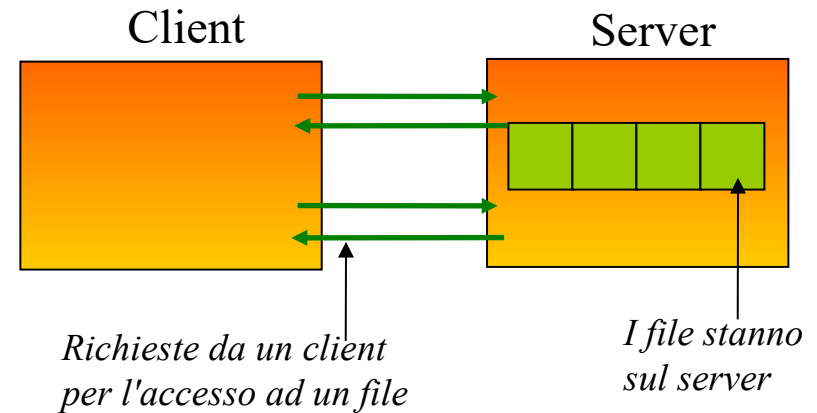 Client
Server
Richieste da un client
per l'accesso ad un file
I file stanno
sul server